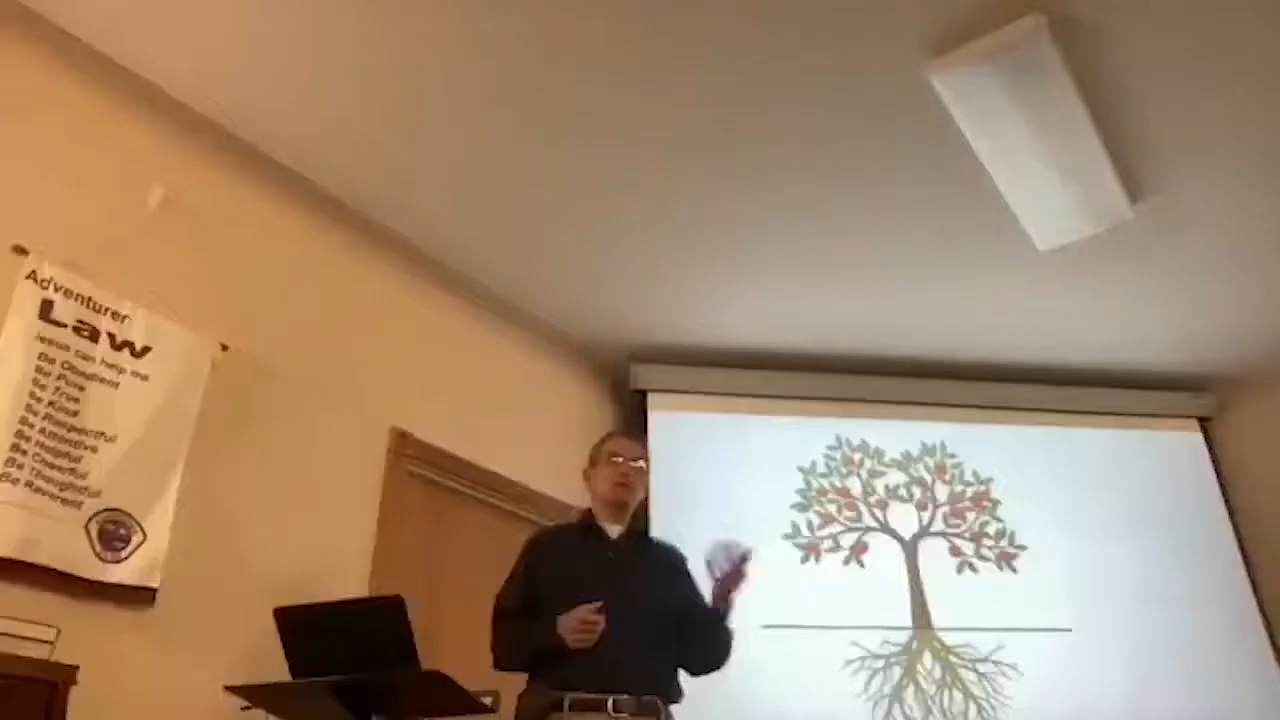 Adventurer
Law
Jesus can help me
Be Obedient
Be Pure
Be True
Be Kind
Be Respectful
Be Attentive
Be Helpful
Be Cheerful
Be Thoughtful
Be Reverent